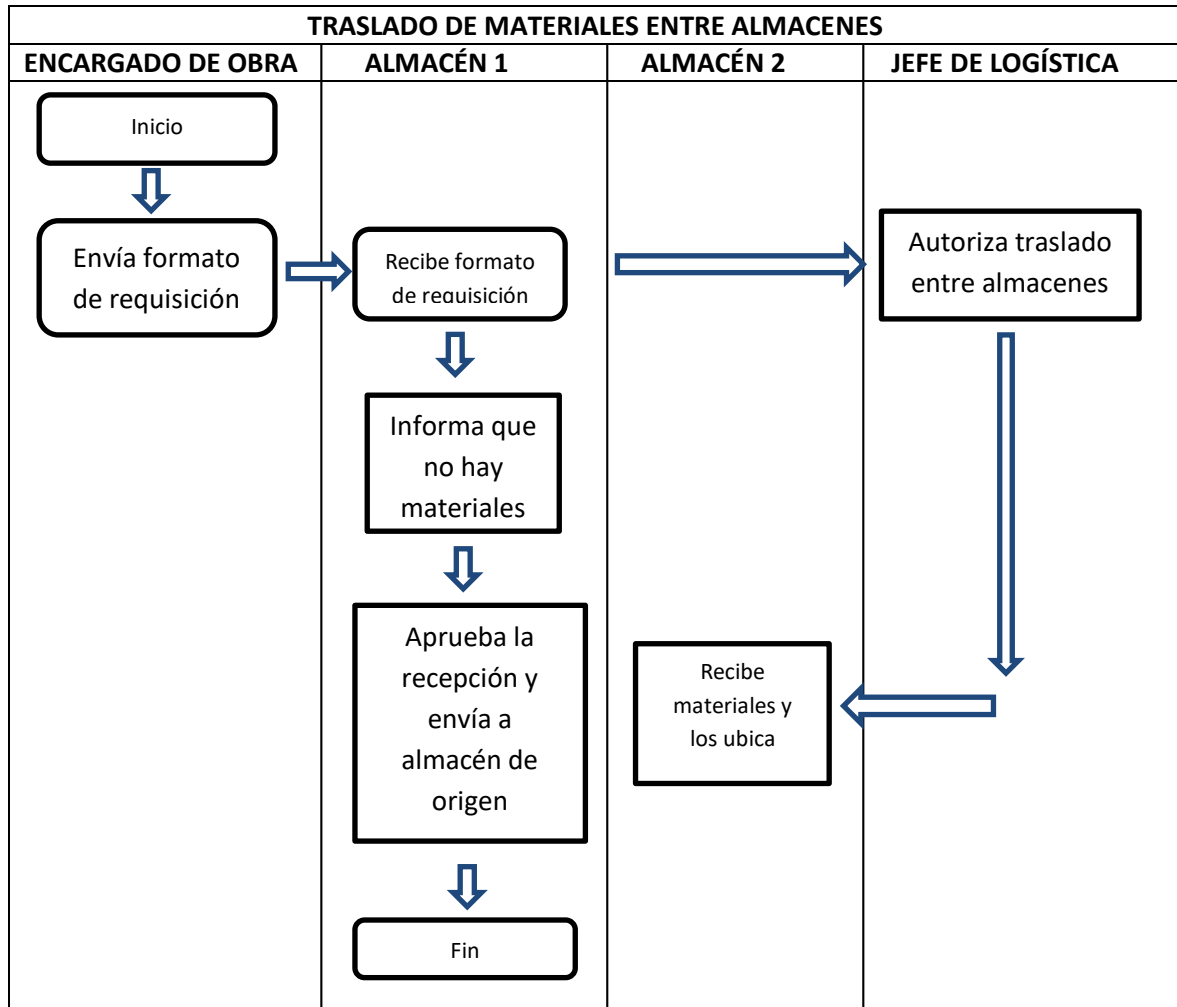 TRASLADO DE MATERIALES ENTRE ALMACENES
ENCARGADO DE OBRA
ALMACÉN 1
ALMACÉN 2
JEFE DE LOGÍSTICA
Inicio
Envía formato
de requisición
Recibe formato
de requisición
Autoriza traslado
entre almacenes
Informa que
no hay
materiales
Aprueba la
recepción y
envía a
almacén de
origen
Recibe
materiales y
los ubica
Fin